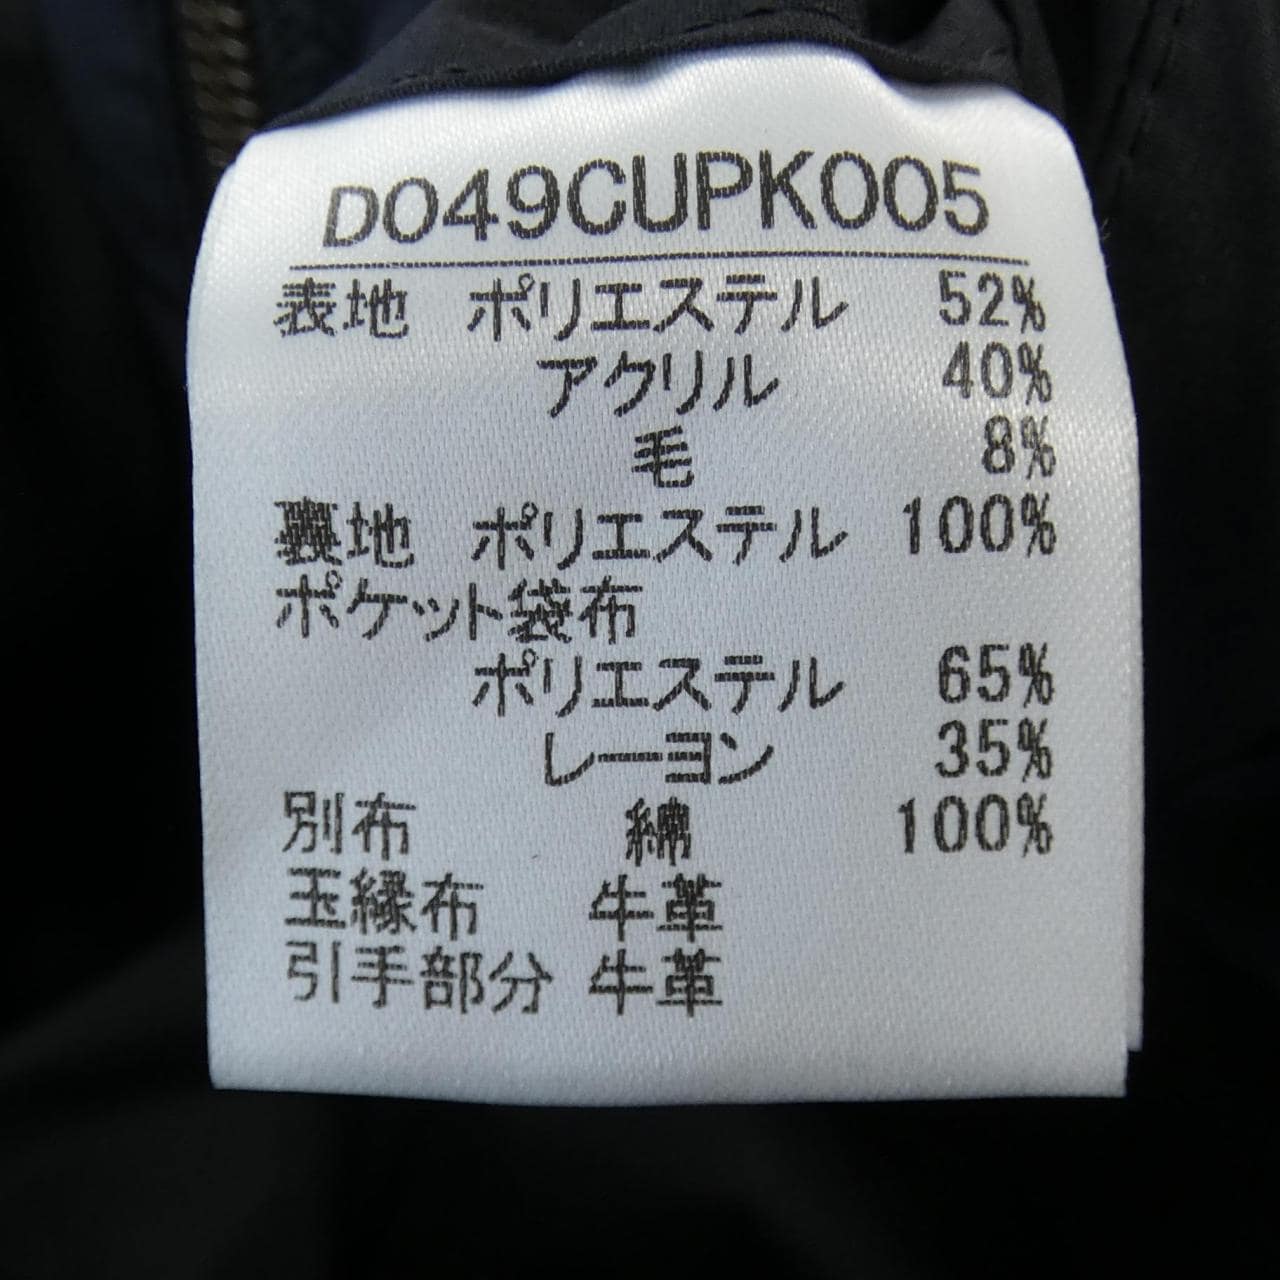 D049CUPK005
表地 ポリエステル 52%
アクリル 40%
毛 8%
裏地 ポリエステル 100%
ポケット袋布
ポリエステル 65%
レーヨン 35%
別布 綿 100%
玉縁布 牛革
引手部分 牛革